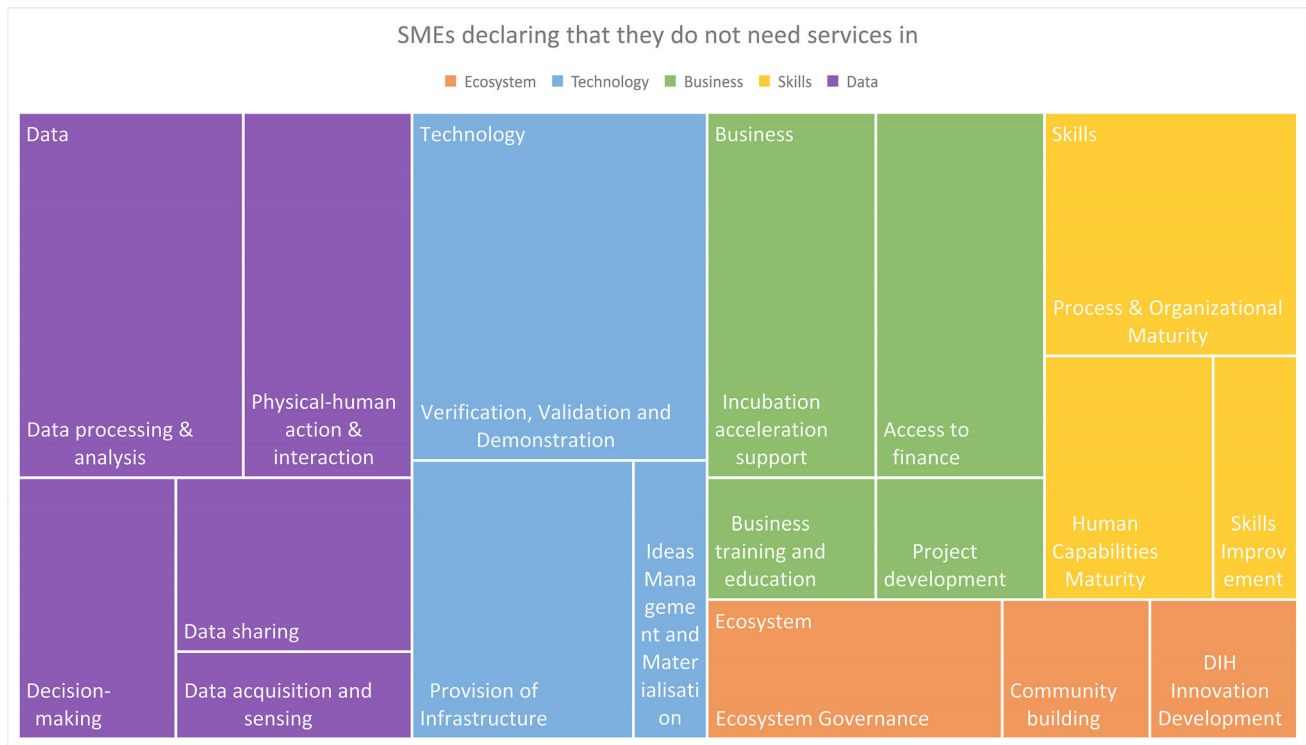 SMEs declaring that they do not need services in
Ecosystem Technology Business Skills Data
Data
Data processing &
analysis
Physical-human
action &
interaction
Decision-
making
Data sharing
Data acquisition and
sensing
Technology
Verification, Validation and
Demonstration
Provision of
Infrastructure
Ideas
Mana
geme
nt and
Mater
ialisati
on
Business
Incubation
acceleration
support
Access to
finance
Business
training and
education
Project
development
Skills
Process & Organizational
Maturity
Human
Capabilities
Maturity
Skills
Improv
ement
Ecosystem
Ecosystem Governance
Community
building
DIH
Innovation
Development